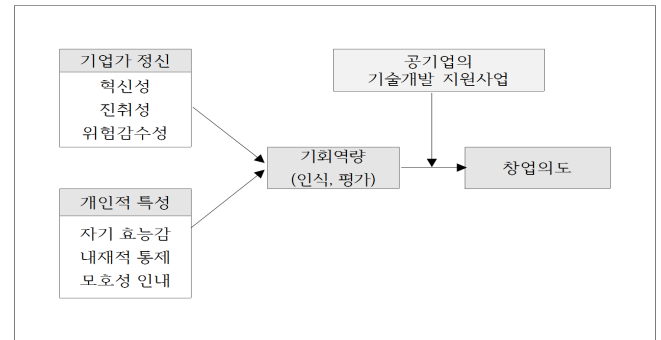 기업가 정신
혁신성
진취성
위험감수성
공기업의
기술개발 지원사업
기회역량
(인식, 평가)
창업의도
개인적 특성
자기 효능감
내재적 통제
모호성 인내